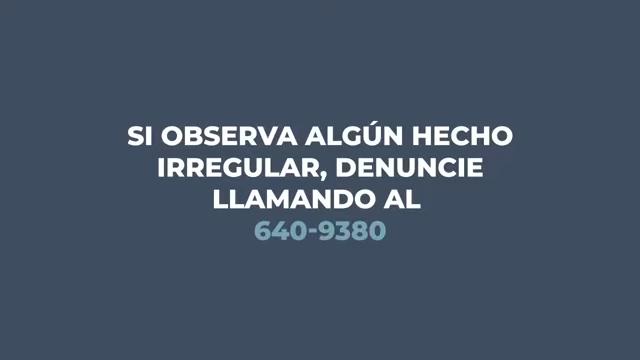 SI OBSERVA ALGÚN HECHO
IRREGULAR, DENUNCIE
LLAMANDO AL
640-9380